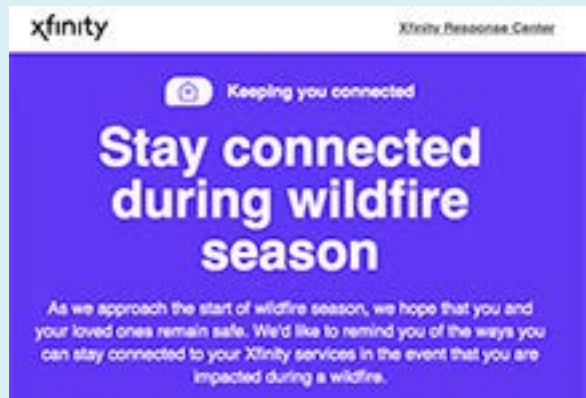 xfinity
Xfinity Response Center
Keeping you connected
Stay connected
during wildfire
season
As we approach the start of wildfire season, we hope that you and
your loved ones remain safe. We'd like to remind you of the ways you
can stay connected to your Xfinity services in the event that you are
impacted during a wildfire.